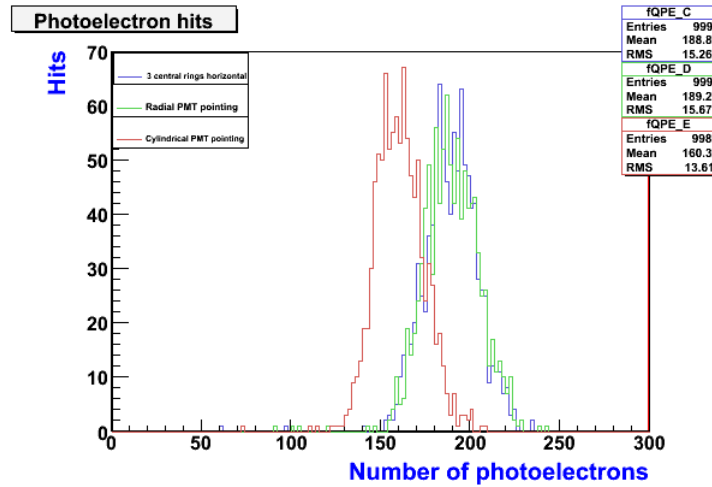 Photoelectron hits
fQPE_C
Entries 999
Mean 188.8
RMS 15.26
fQPE_D
Entries 999
Mean 189.2
RMS 15.67
fQPE_E
Entries 998
Mean 160.3
RMS 13.61
Hits
70
60
50
40
30
20
10
0
3 central rings horizontal
Radial PMT pointing
Cylindrical PMT pointing
0 50 100 150 200 250 300
Number of photoelectrons